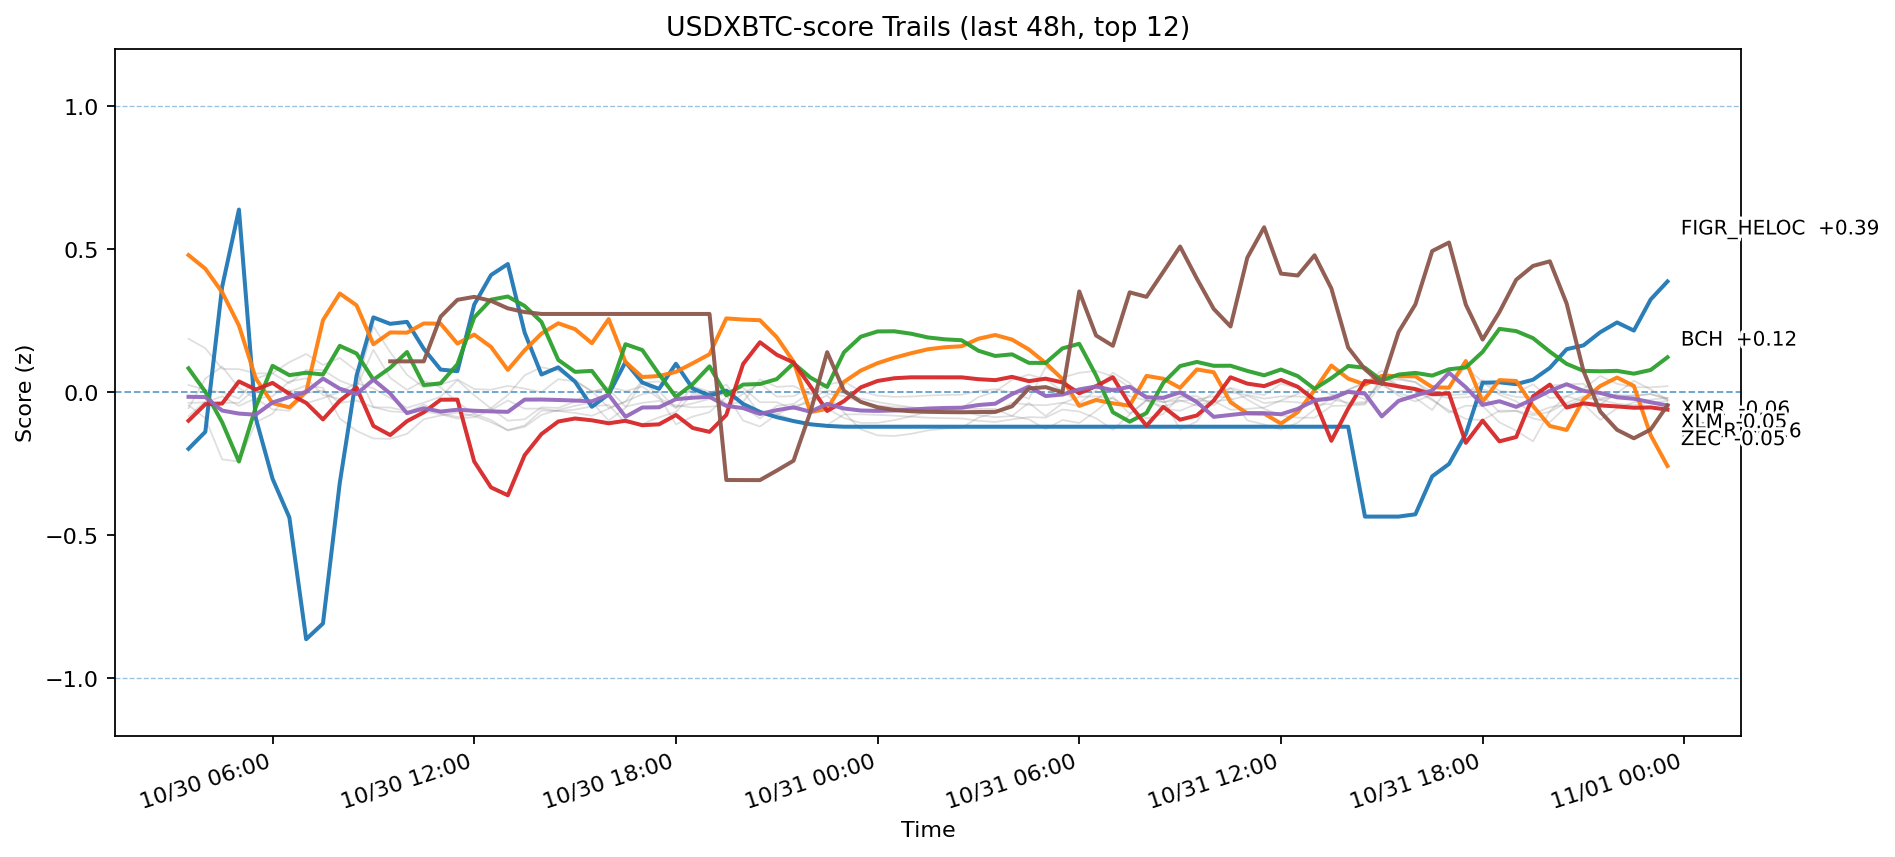 USDXBTC-score Trails (last 48h, top 12)
Score (z)
1.0
0.5
0.0
−0.5
−1.0
FIGR_HELOC +0.39
BCH +0.12
XMR -0.06
XLM -0.05
ZEC -0.05
10/30 06:00
10/30 12:00
10/30 18:00
10/31 00:00
10/31 06:00
10/31 12:00
10/31 18:00
11/01 00:00
Time